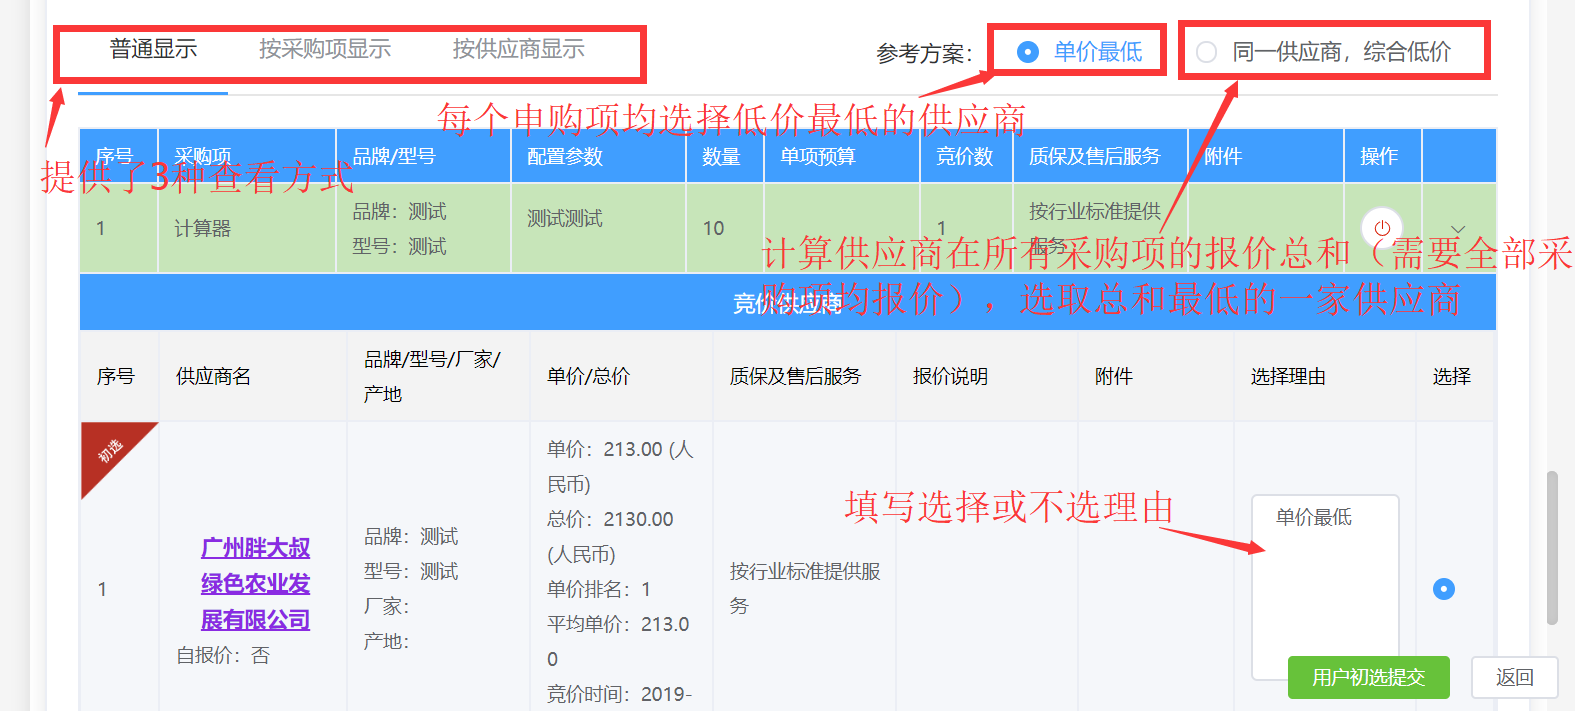 普通显示 按采购项显示 按供应商显示 参考方案： 单价最低 同一供应商，综合低价
每个申购项均选择低价最低的供应商
提供了3种查看方式
序号 采购项 品牌/型号 配置参数 数量 单项预算 竞价数 质保及售后服务 附件 操作
1 计算器 品牌：测试 测试测试 10 1 按行业标准提供
型号：测试 服务
计算供应商在所有采购项的报价总和（需要全部采
购项均报价），选取总和最低的一家供应商
竞价供应商
序号 供应商名 品牌/型号/厂家/ 单价/总价 质保及售后服务 报价说明 附件 选择理由 选择
产地
初选
1
广州胖大叔
绿色农业发
展有限公司
自报价：否
品牌：测试
型号：测试
厂家：
产地：
单价：213.00 (人
民币)
总价：2130.00
(人民币)
单价排名：1
平均单价：213.0
0
竞价时间：2019-
按行业标准提供服
务
填写选择或不选理由
单价最低
用户初选提交 返回